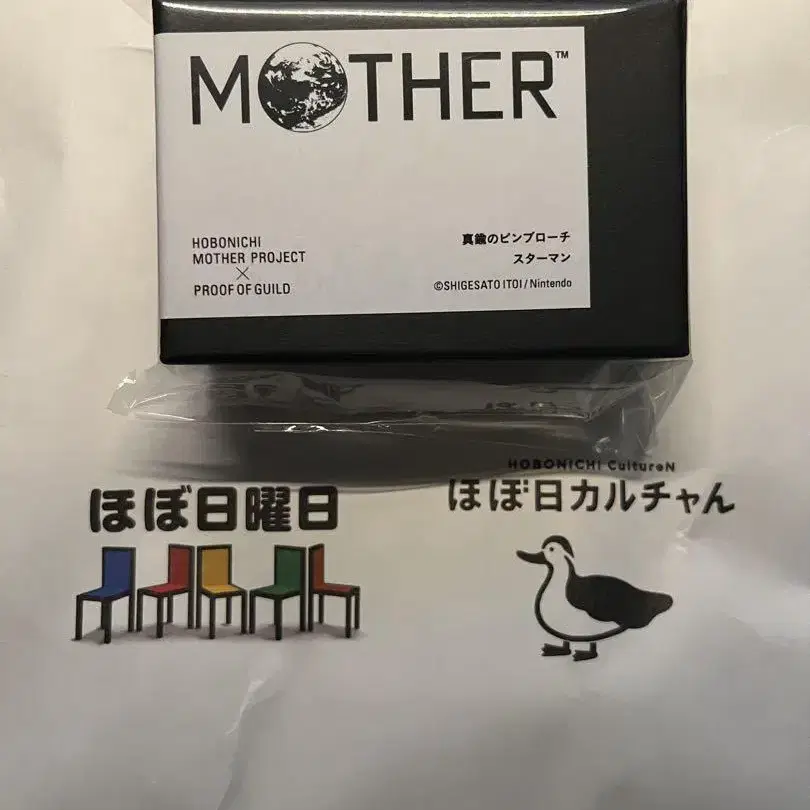 MOTHER™
HOBONICHI
MOTHER PROJECT
×
PROOF OF GUILD
真鍮のピンブローチ
スターマン
©SHIGESATO ITOI / Nintendo
ほぼ日曜日
HOBONICHI CultureN
ほぼ日カルチャん